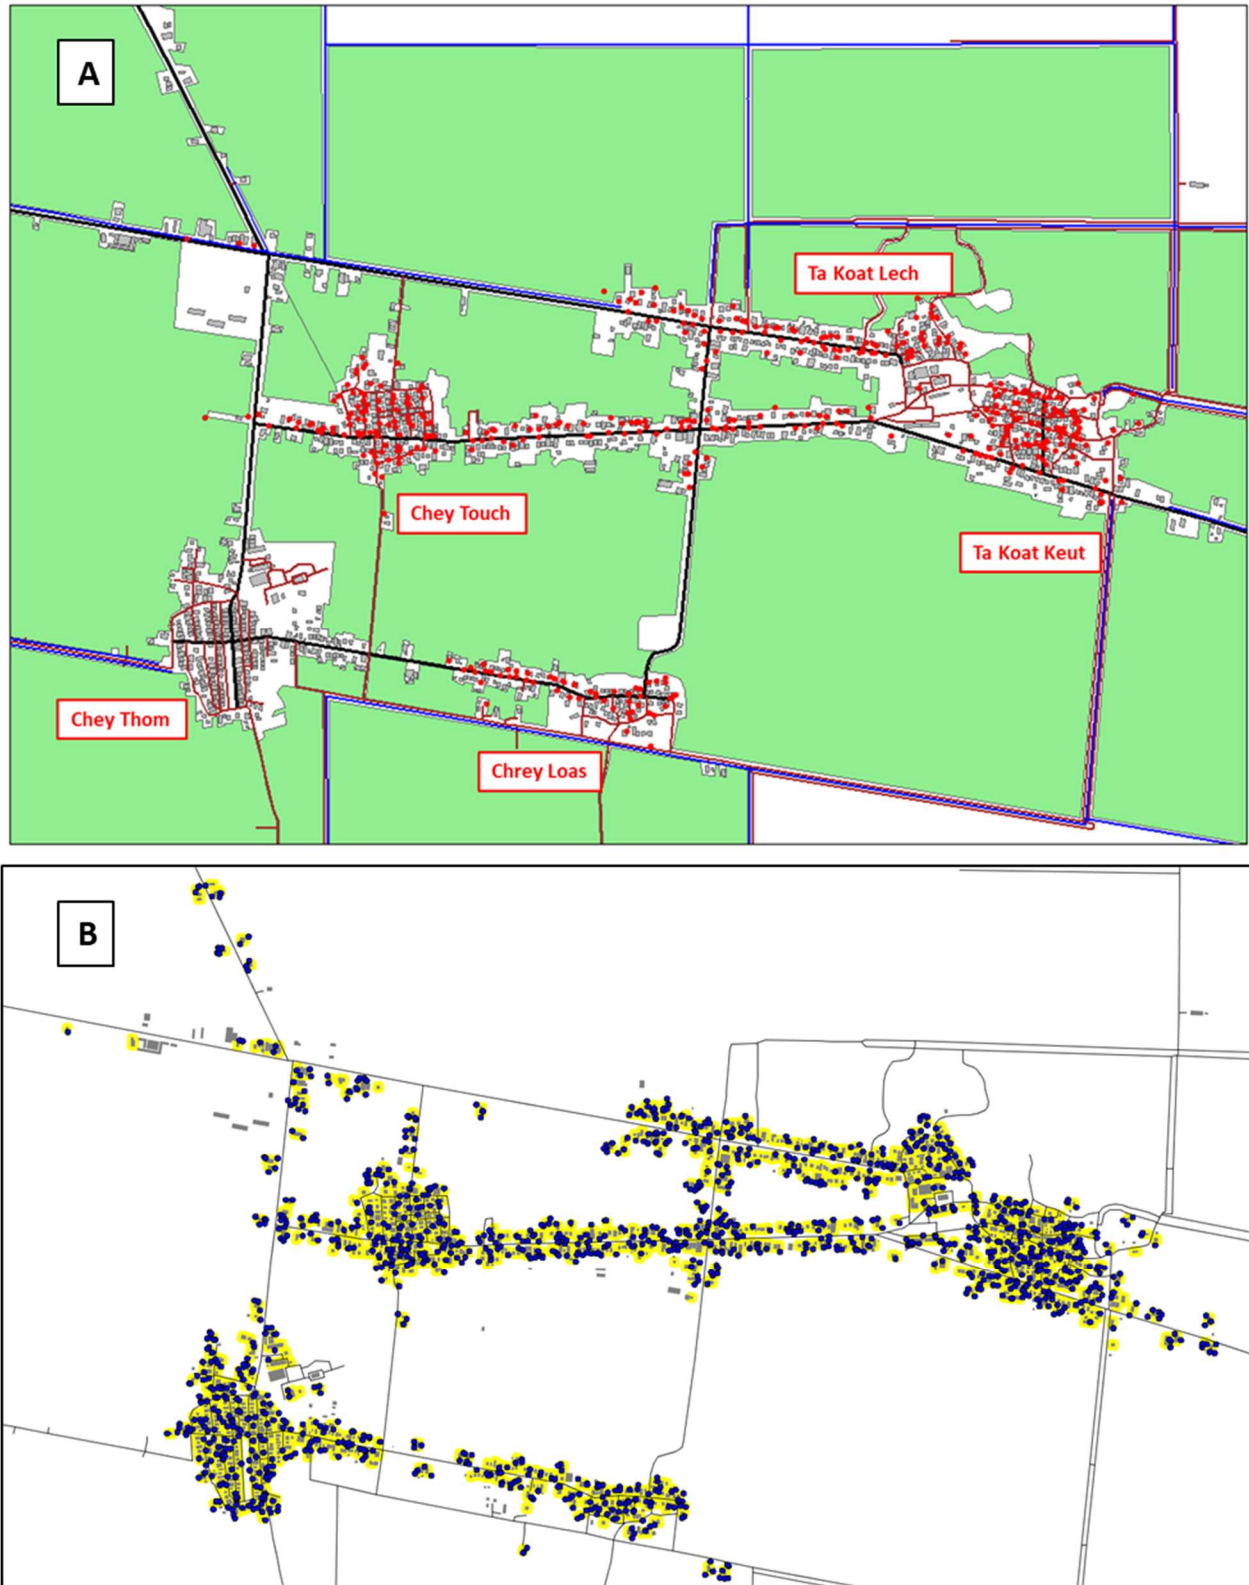 A
Ta Koat Lech
Chey Touch
Ta Koat Keut
Chey Thom
Chrey Loas
B